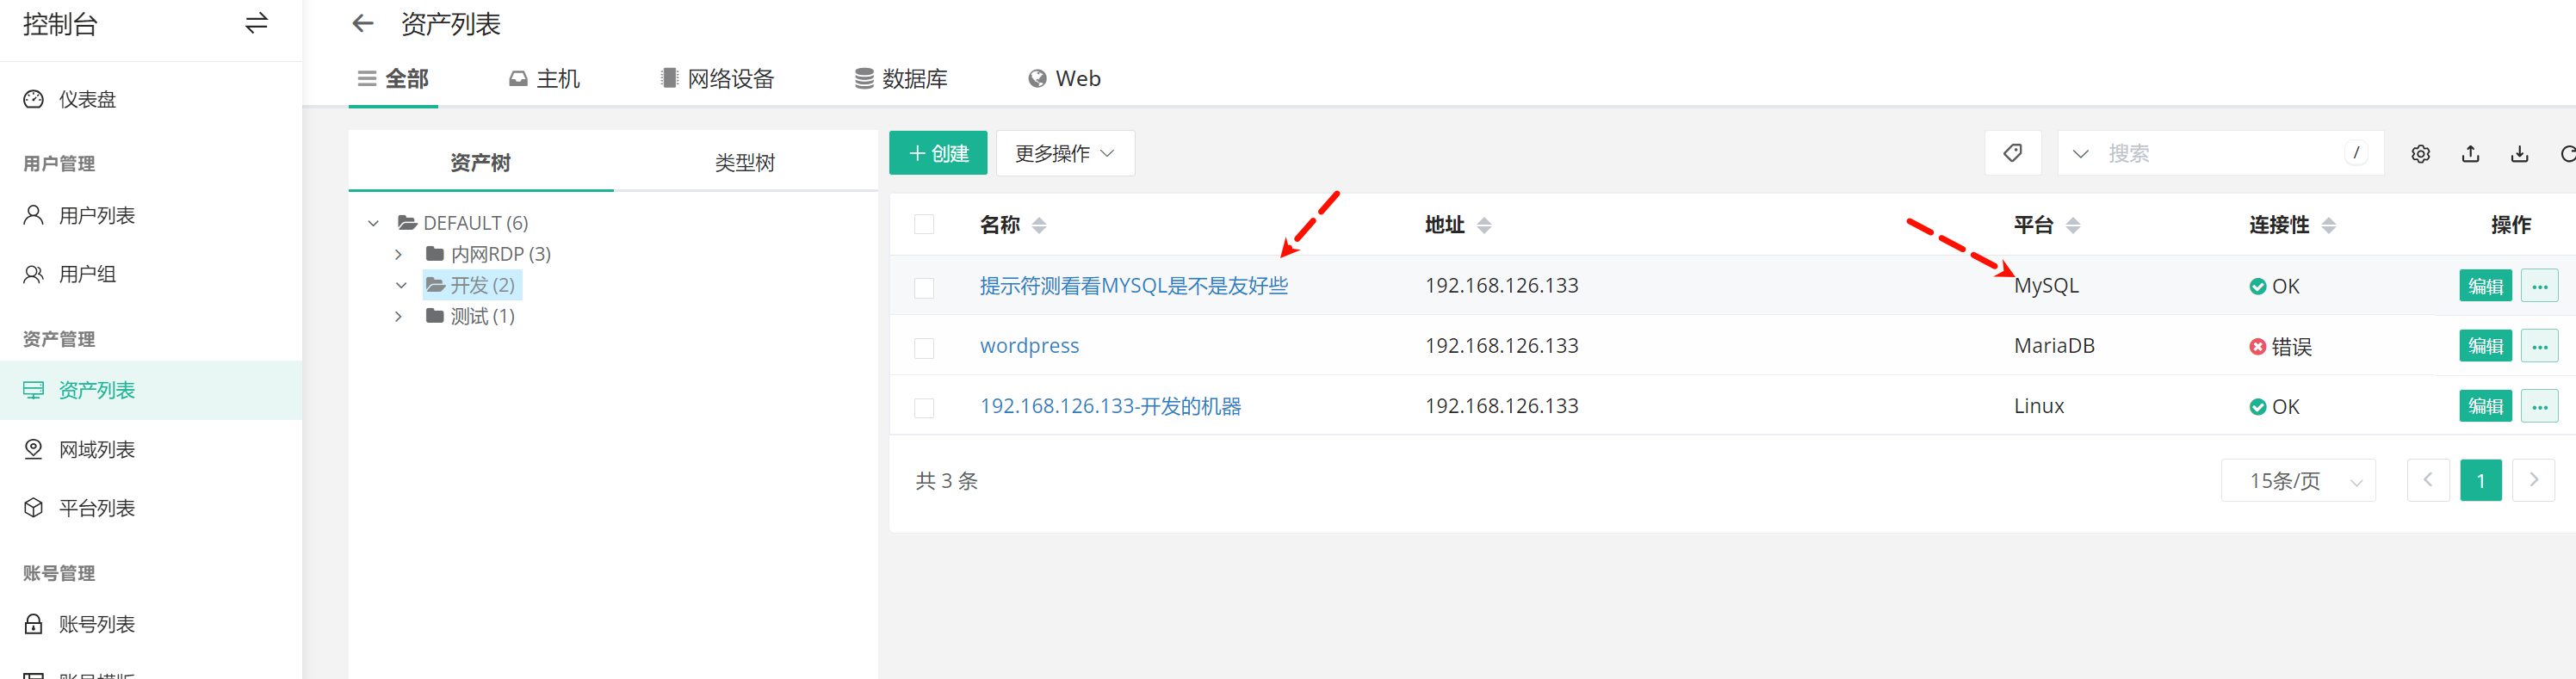 控制台
仪表盘
用户管理
用户列表
用户组
资产管理
资产列表
网域列表
平台列表
账号管理
账号列表
资产列表
全部 主机 网络设备 数据库 Web
资产树 类型树
DEFAULT (6)
内网RDP (3)
开发 (2)
测试 (1)
创建 更多操作 搜索 /
名称 地址 平台 连接性 操作
提示符测看看MYSQL是不是友好些 192.168.126.133 MySQL OK 编辑 ...
wordpress 192.168.126.133 MariaDB 错误 编辑 ...
192.168.126.133-开发的机器 192.168.126.133 Linux OK 编辑 ...
共 3 条 15条/页 1